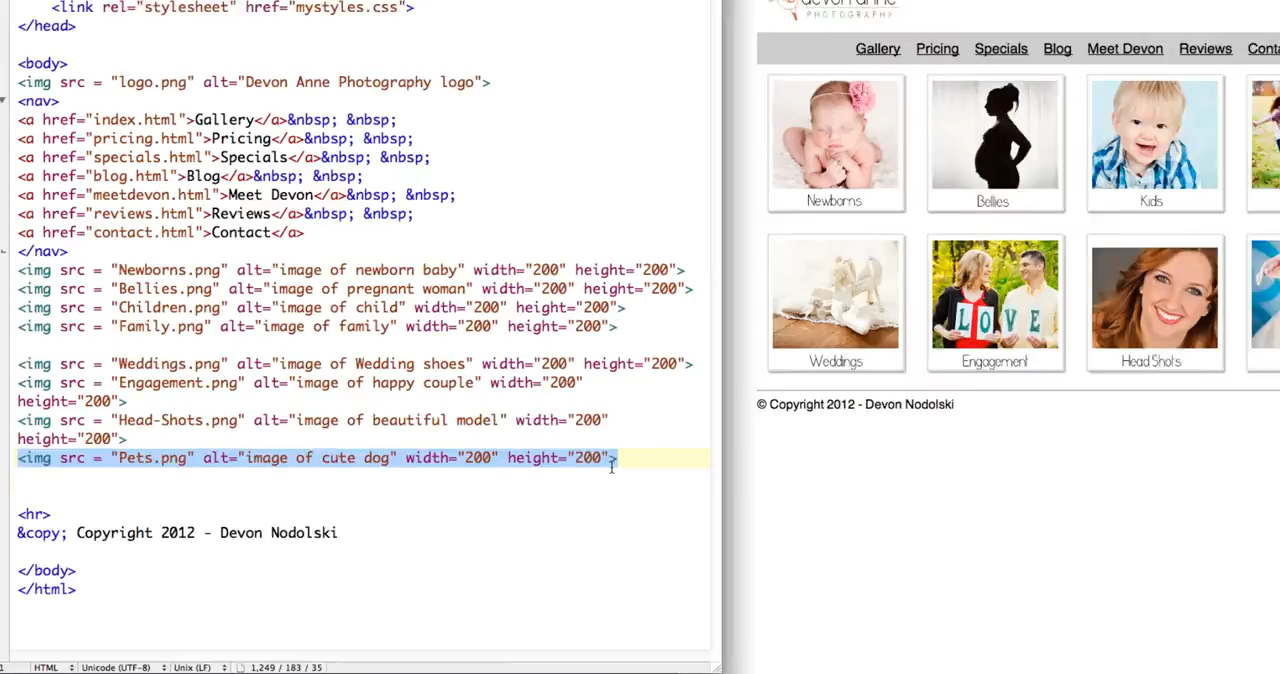 <link rel="stylesheet" href="mystyles.css">
</head>
<body>
<img src = "logo.png" alt="Devon Anne Photography logo">
<nav>
<a href="index.html">Gallery</a>&nbsp; &nbsp;
<a href="pricing.html">Pricing</a>&nbsp; &nbsp;
<a href="specials.html">Specials</a>&nbsp; &nbsp;
<a href="blog.html">Blog</a>&nbsp; &nbsp;
<a href="meetdevon.html">Meet Devon</a>&nbsp; &nbsp;
<a href="reviews.html">Reviews</a>&nbsp; &nbsp;
<a href="contact.html">Contact</a>
</nav>
<img src = "Newborns.png" alt="image of newborn baby" width="200" height="200">
<img src = "Bellies.png" alt="image of pregnant woman" width="200" height="200">
<img src = "Children.png" alt="image of child" width="200" height="200">
<img src = "Family.png" alt="image of family" width="200" height="200">
<img src = "Weddings.png" alt="image of Wedding shoes" width="200" height="200">
<img src = "Engagement.png" alt="image of happy couple" width="200"
height="200">
<img src = "Head-Shots.png" alt="image of beautiful model" width="200"
height="200">
<img src = "Pets.png" alt="image of cute dog" width="200" height="200">
<hr>
&copy; Copyright 2012 - Devon Nodolski
</body>
</html>
1 HTML Unicode (UTF-8) Unix (LF) 1,249 / 183 / 35
PHOTOGRAPHY
Gallery Pricing Specials Blog Meet Devon Reviews
Newborns Bellies Kids
LOVE
Weddings Engagement Head Shots
© Copyright 2012 - Devon Nodolski